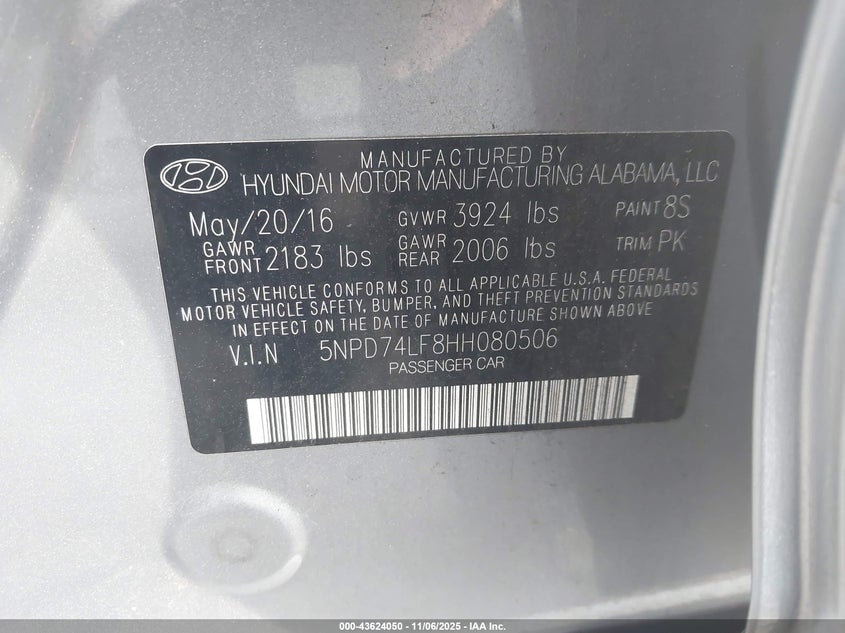 MANUFACTURED BY
HYUNDAI MOTOR MANUFACTURING ALABAMA, LLC
May/20/16 GVWR 3924 lbs PAINT 8S
GAWR FRONT 2183 lbs GAWR REAR 2006 lbs TRIM PK
THIS VEHICLE CONFORMS TO ALL APPLICABLE U.S.A. FEDERAL
MOTOR VEHICLE SAFETY, BUMPER, AND THEFT PREVENTION STANDARDS
IN EFFECT ON THE DATE OF MANUFACTURE SHOWN ABOVE
V.I.N 5NPD74LF8HH080506
PASSENGER CAR
000-43624050 - 11/06/2025 - IAA Inc.